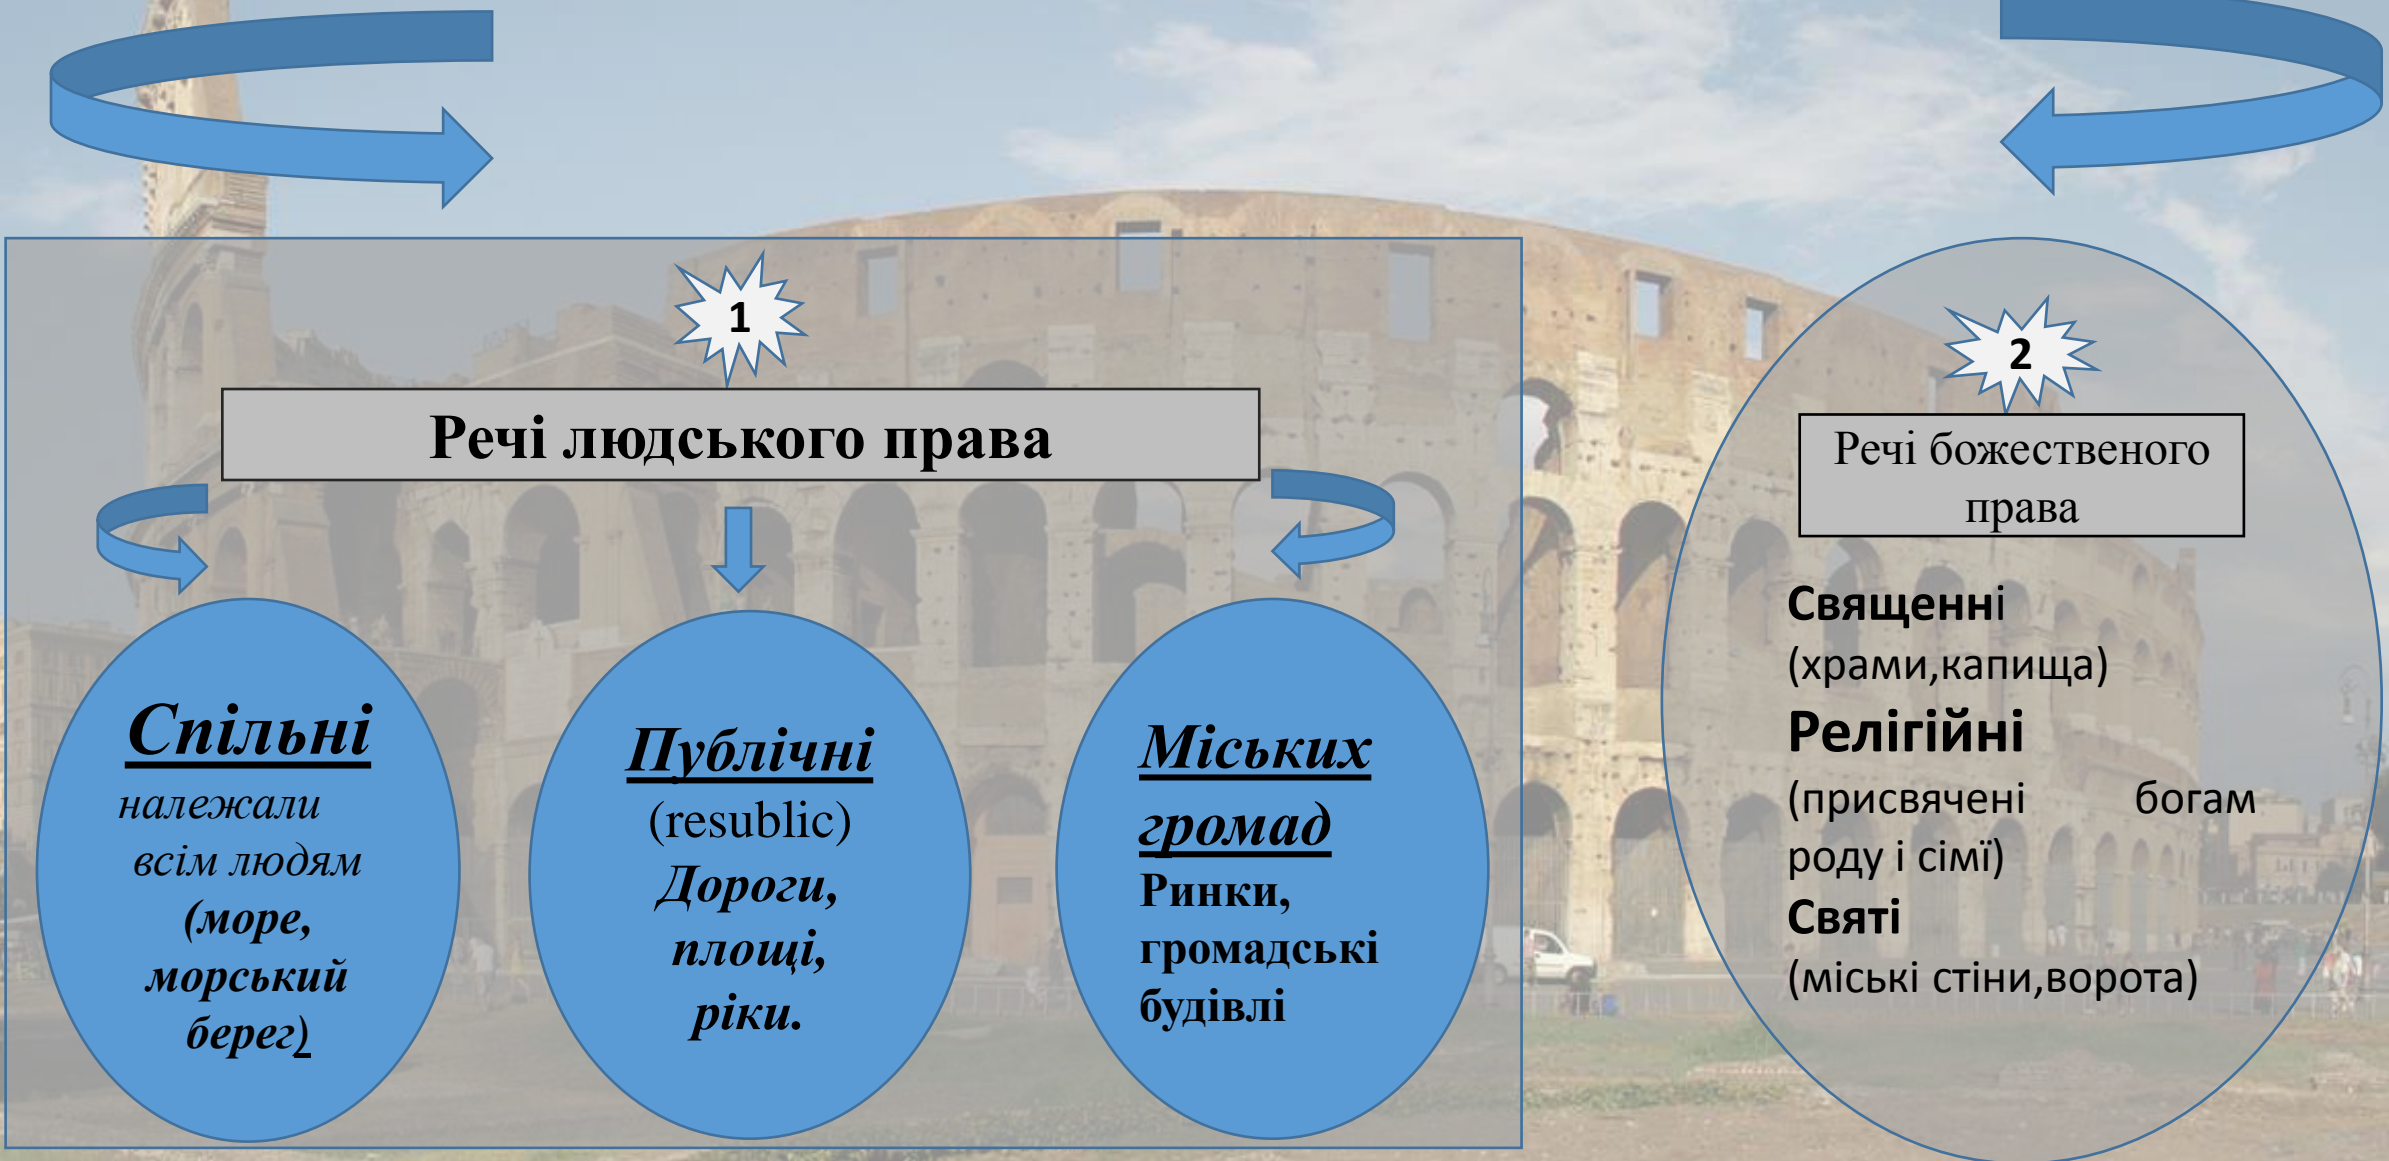 1
Речі людського права
Спільні
належали
всім людям
(море,
морський
берег)
Публічні
(resublic)
Дороги,
площі,
ріки.
Міських
громад
Ринки,
громадські
будівлі
2
Речі божественого
права
Священні
(храми,капища)
Релігійні
(присвячені богам
роду і сімї)
Святі
(міські стіни,ворота)